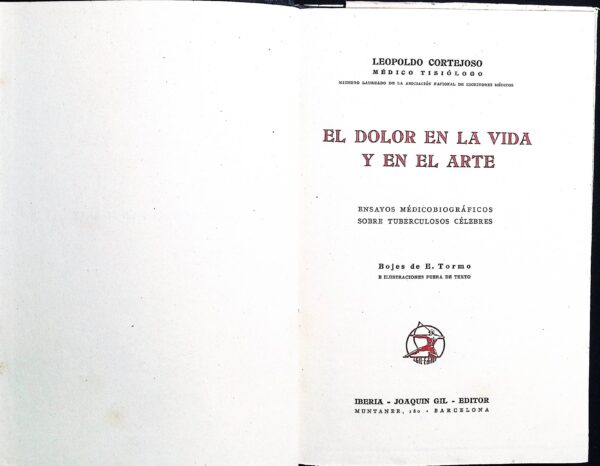 LEOPOLDO CORTEJOSO
MÉDICO TISIÓLOGO
MIEMBRO LAUREADO DE LA ASOCIACIÓN NACIONAL DE ESCRITORES MÉDICOS
EL DOLOR EN LA VIDA
Y EN EL ARTE
ENSAYOS MÉDICOBIOGRÁFICOS
SOBRE TUBERCULOSOS CÉLEBRES
Bojes de E. Tormo
E ILUSTRACIONES FUERA DE TEXTO
IBERIA - JOAQUIN GIL - EDITOR
MUNTANER, 180 - BARCELONA